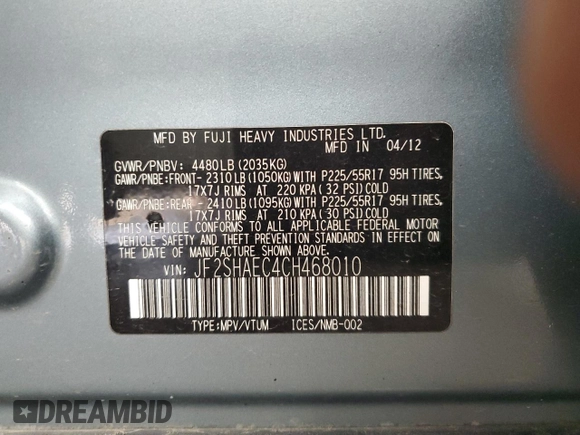 MFD BY FUJI HEAVY INDUSTRIES LTD.
MFD IN 04/12
GVWR/PNBV: 4480LB(2035KG)
GAWR/PNBE:FRONT-2310LB(1050KG)WITH P225/55R17 95H TIRES,
17X7J RIMS AT 220 KPA(32 PSI)COLD
GAWR/PNBE:REAR -2410LB(1095KG)WITH P225/55R17 95H TIRES,
17X7J RIMS AT 210 KPA(30 PSI)COLD
THIS VEHICLE CONFORMS TO ALL APPLICABLE FEDERAL MOTOR
VEHICLE SAFETY AND THEFT PREVENTION STANDARDS IN EFFECT
ON THE DATE OF MANUFACTURE SHOWN ABOVE.
VIN: JF2SHAEC4CH468010
TYPE:MPV/VTUM ICES/NMB-002
DREAMBID